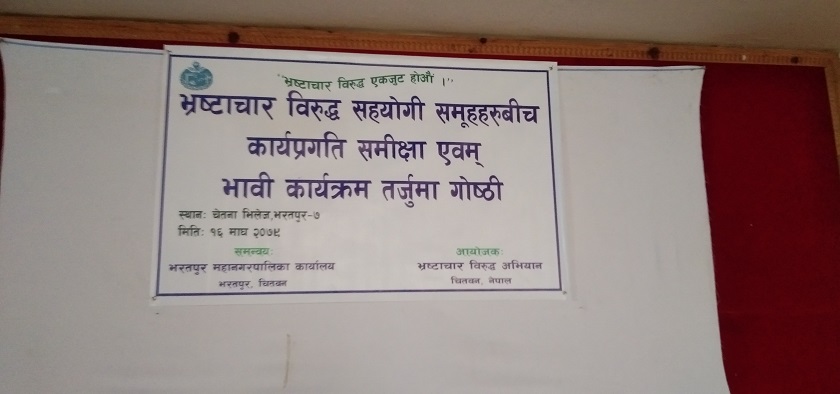 "भ्रष्टाचार विरुद्ध एकजुट होऔं ।"
भ्रष्टाचार विरुद्ध सहयोगी समूहहरुबीच
कार्यप्रगति समीक्षा एवम्
भावी कार्यक्रम तर्जुमा गोष्ठी
स्थानः चेतना भिलेज,भरतपुर-७
मितिः १६ माघ २०७५
समन्वयः
भरतपुर महानगरपालिका कार्यालय
भरतपुर, चितवन
आयोजकः
भ्रष्टाचार विरुद्ध अभियान
चितवन, नेपाल